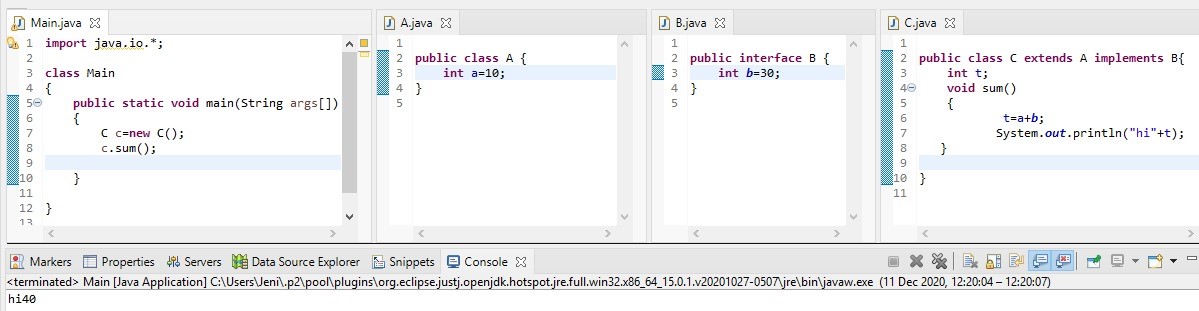 Main.java
1 import java.io.*;
2
3 class Main
4 {
5 public static void main(String args[])
6 {
7 C c=new C();
8 c.sum();
9
10 }
11
12 }
13
A.java
1
2 public class A {
3 int a=10;
4 }
5
B.java
1
2 public interface B {
3 int b=30;
4 }
5
C.java
1
2 public class C extends A implements B{
3 int t;
4 void sum()
5 {
6 t=a+b;
7 System.out.println("hi"+t);
8 }
9
10 }
11
Markers Properties Servers Data Source Explorer Snippets Console
<terminated> Main [Java Application] C:\Users\Jeni\.p2\pool\plugins\org.eclipse.justj.openjdk.hotspot.jre.full.win32.x86_64_15.0.1.v20201027-0507\jre\bin\javaw.exe (11 Dec 2020, 12:20:04 – 12:20:07)
hi40